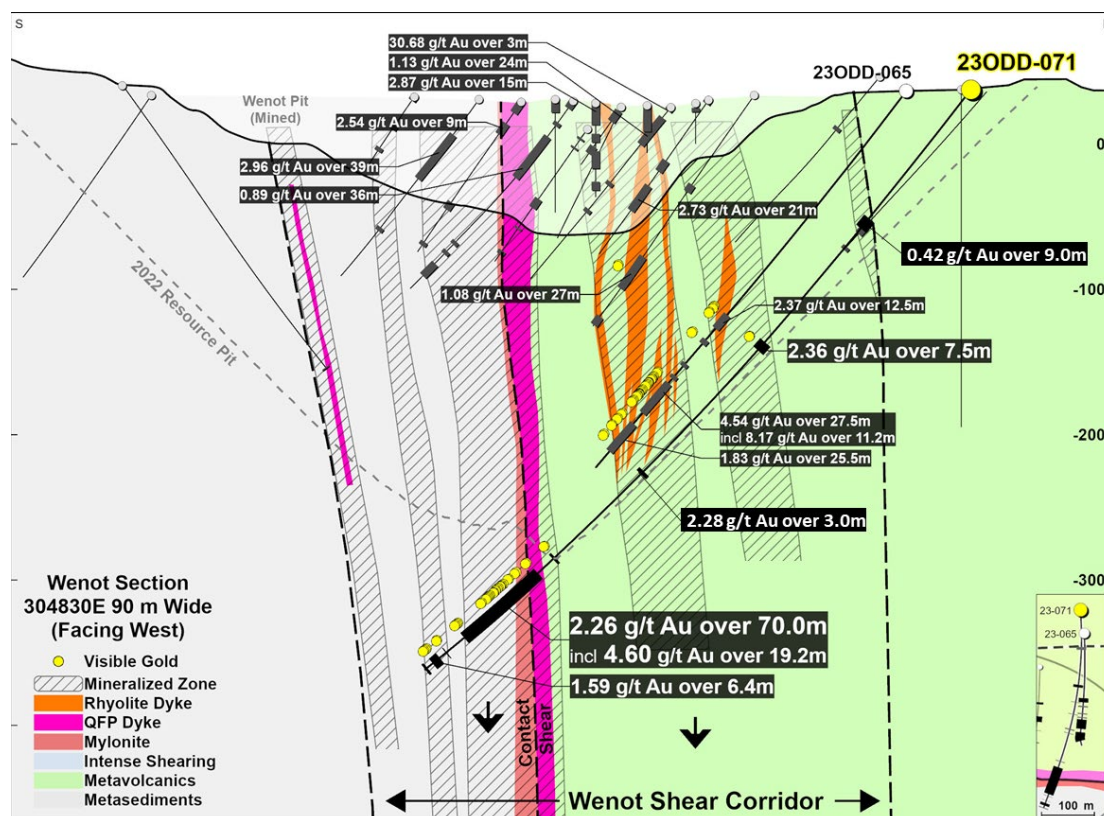 S
30.68 g/t Au over 3m
1.13 g/t Au over 24m
2.87 g/t Au over 15m
23ODD-065
23ODD-071
Wenot Pit
(Mined)
2.54 g/t Au over 9m
0
2.96 g/t Au over 39m
0.89 g/t Au over 36m
2.73 g/t Au over 21m
0.42 g/t Au over 9.0m
2022 Resource Pit
1.08 g/t Au over 27m
-100
2.37 g/t Au over 12.5m
2.36 g/t Au over 7.5m
4.54 g/t Au over 27.5m
incl 8.17 g/t Au over 11.2m
-200
1.83 g/t Au over 25.5m
2.28 g/t Au over 3.0m
-300
Wenot Section
304830E 90 m Wide
(Facing West)
Visible Gold
Mineralized Zone
Rhyolite Dyke
QFP Dyke
Mylonite
Intense Shearing
Metavolcanics
Metasediments
2.26 g/t Au over 70.0m
incl 4.60 g/t Au over 19.2m
1.59 g/t Au over 6.4m
Contact
Shear
Wenot Shear Corridor
23-071
23-065
100 m